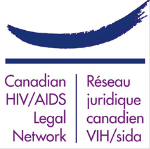 Canadian
HIV/AIDS
Legal
Network
Réseau
juridique
canadien
VIH/sida